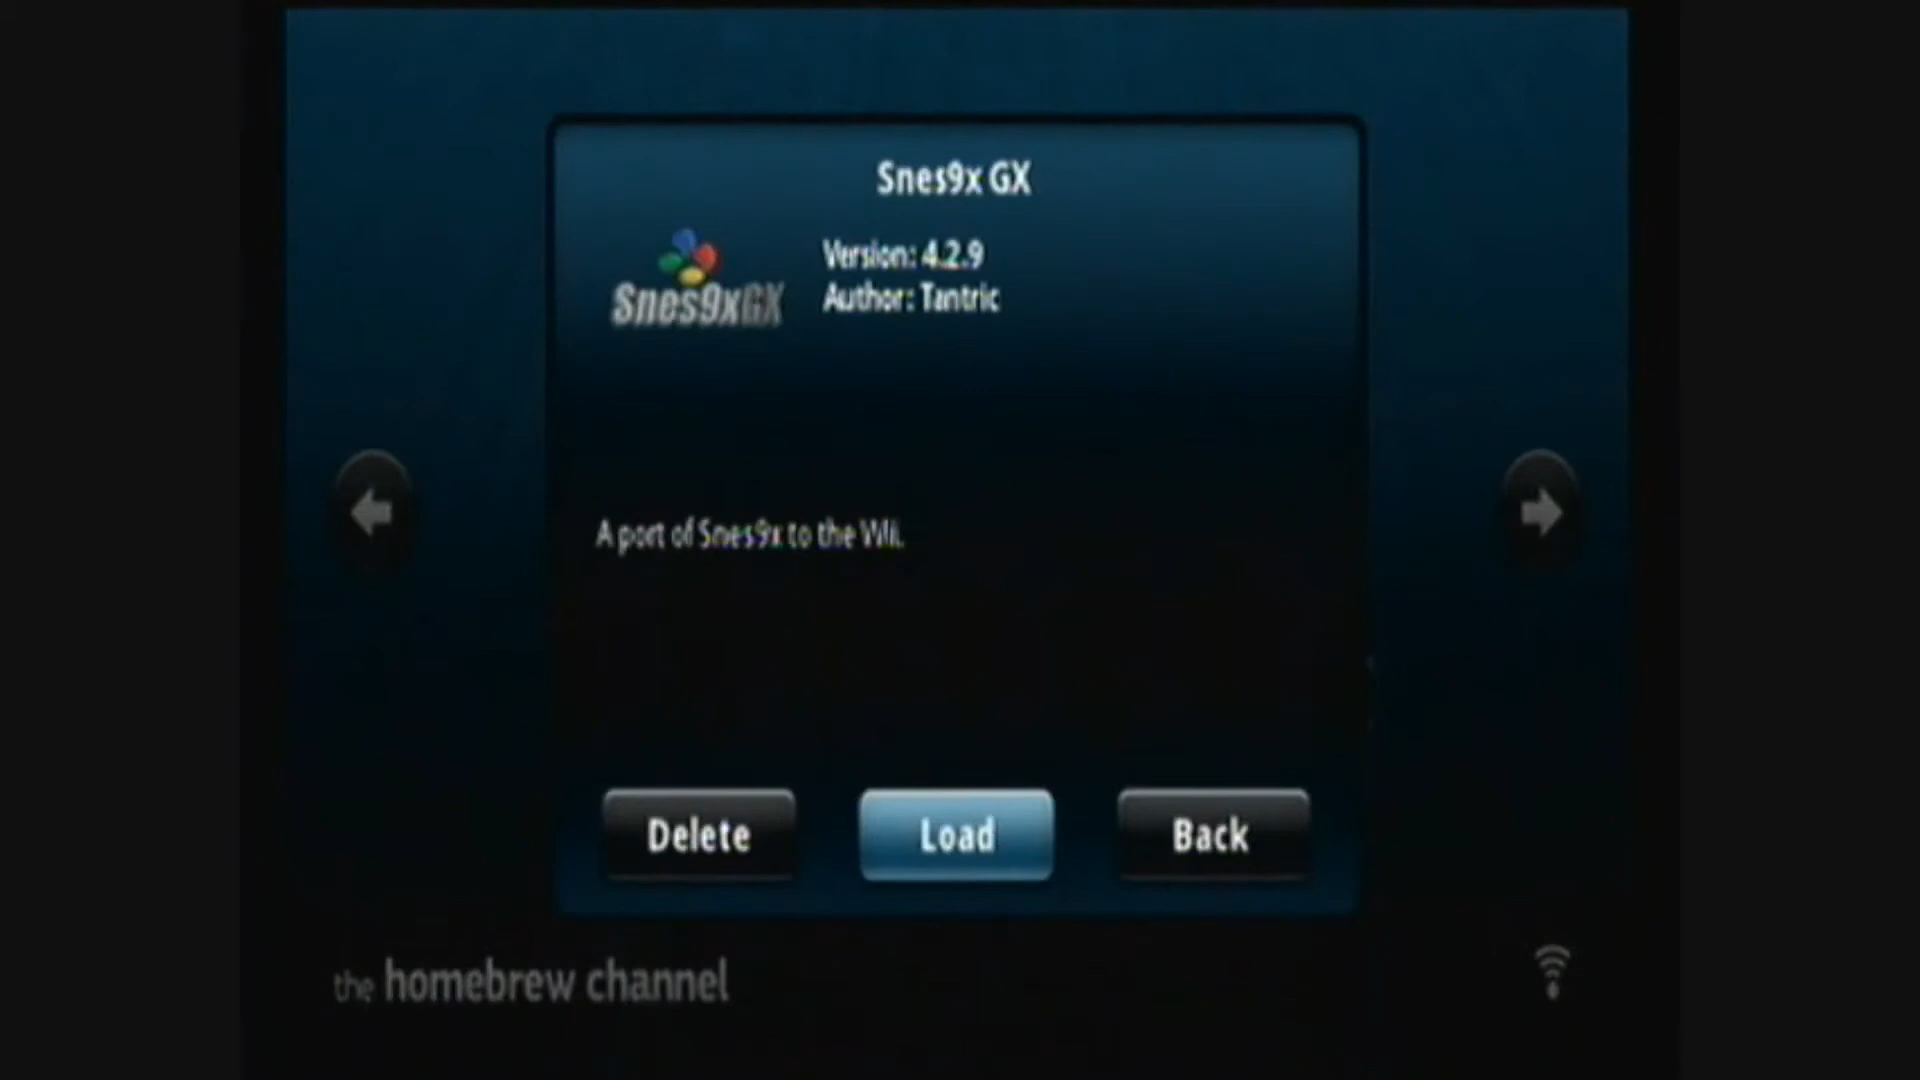 Snes9x GX
Snes9xGX
Version: 4.2.9
Author: Tantric
A port of Snes9x to the Wii.
Delete
Load
Back
the homebrew channel